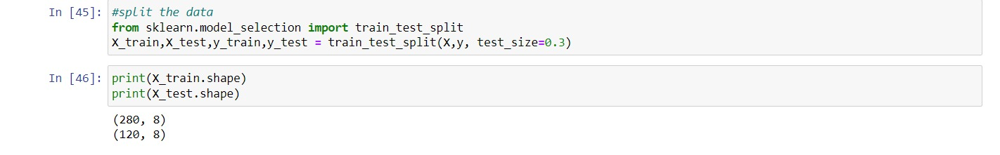 In [45]: #split the data
from sklearn.model_selection import train_test_split
X_train,X_test,y_train,y_test = train_test_split(X,y, test_size=0.3)
In [46]: print(X_train.shape)
print(X_test.shape)
(280, 8)
(120, 8)